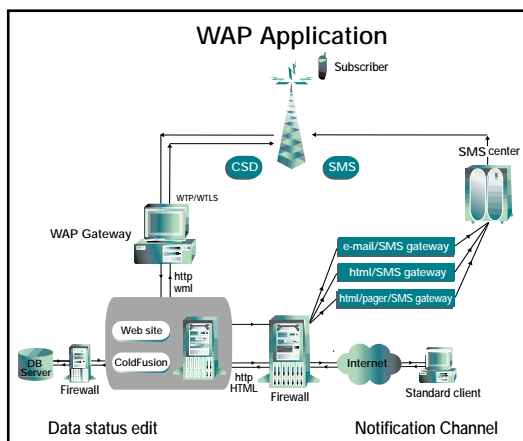 WAP Application
Subscriber
CSD
SMS
SMS center
WTP/WTLS
WAP Gateway
e-mail/SMS gateway
html/SMS gateway
html/pager/SMS gateway
http
wml
Web site
ColdFusion
DB
Server
Firewall
http
HTML
Firewall
Internet
Standard client
Data status edit
Notification Channel